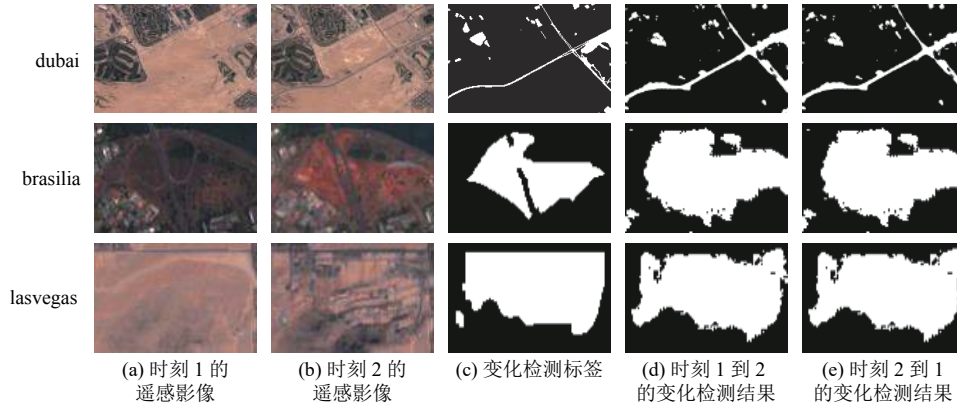 dubai
brasilia
lasvegas
(a) 时刻 1 的
遥感影像
(b) 时刻 2 的
遥感影像
(c) 变化检测标签
(d) 时刻 1 到 2
的变化检测结果
(e) 时刻 2 到 1
的变化检测结果